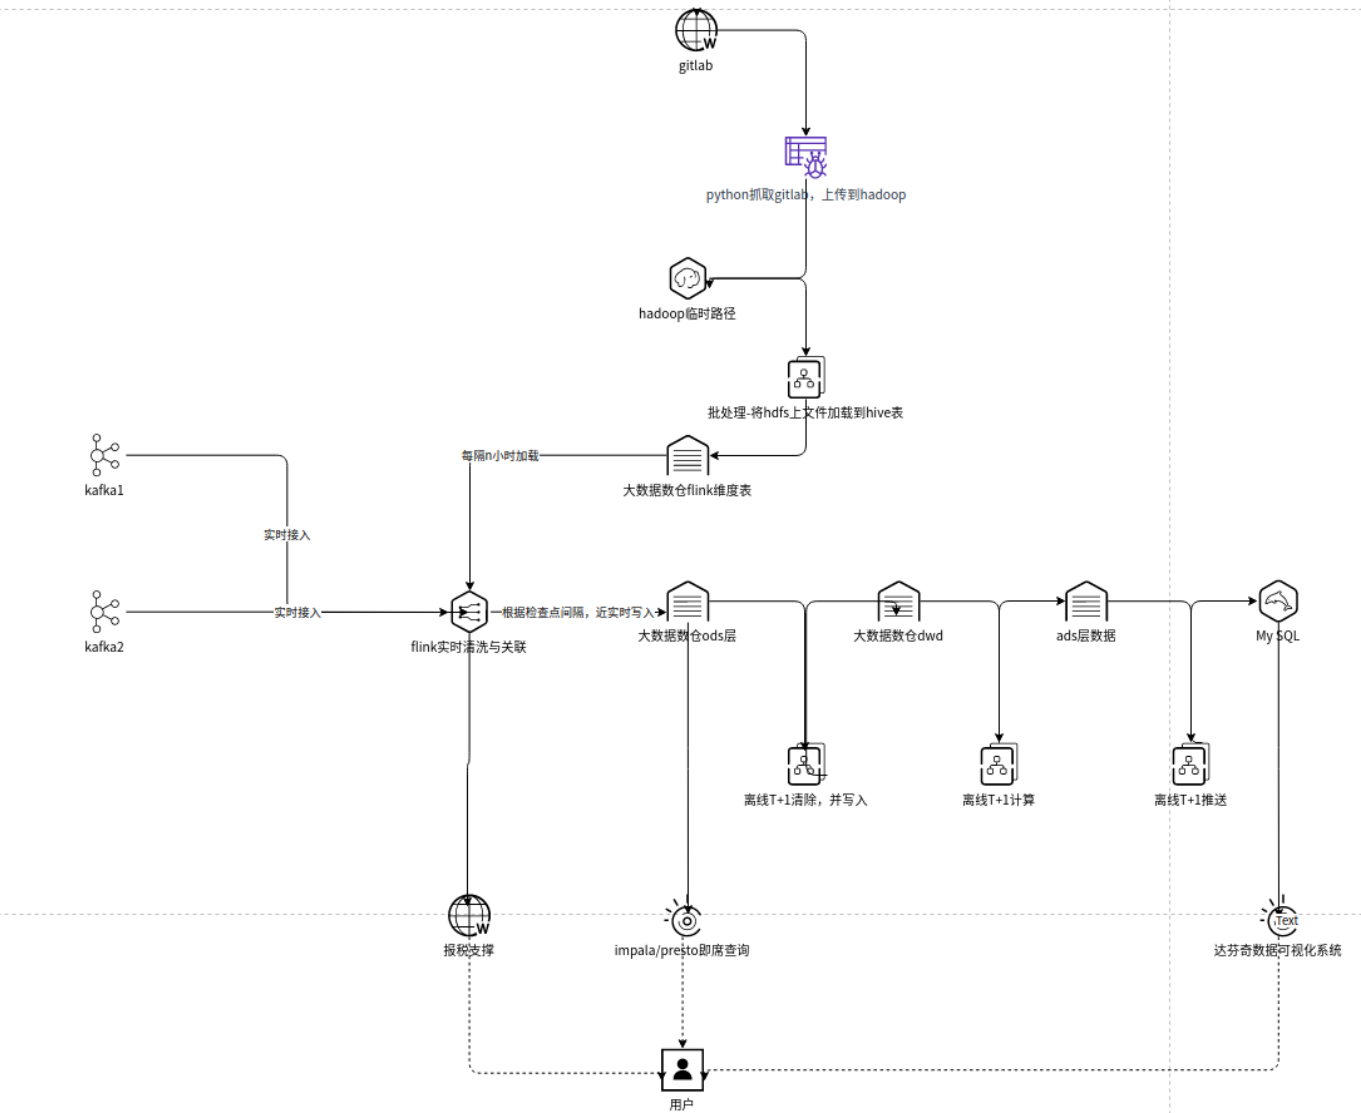 W
gitlab
python抓取gitlab，上传到hadoop
hadoop临时路径
批处理-将hdfs上文件加载到hive表
每隔n小时加载
大数据数仓flink维度表
kafka1
实时接入
实时接入
根据检查点间隔，近实时写入
kafka2
flink实时清洗与关联
大数据数仓ods层
大数据数仓dwd
ads层数据
My SQL
离线T+1清除，并写入
离线T+1计算
离线T+1推送
W
Text
报税支撑
impala/presto即席查询
达芬奇数据可视化系统
用户